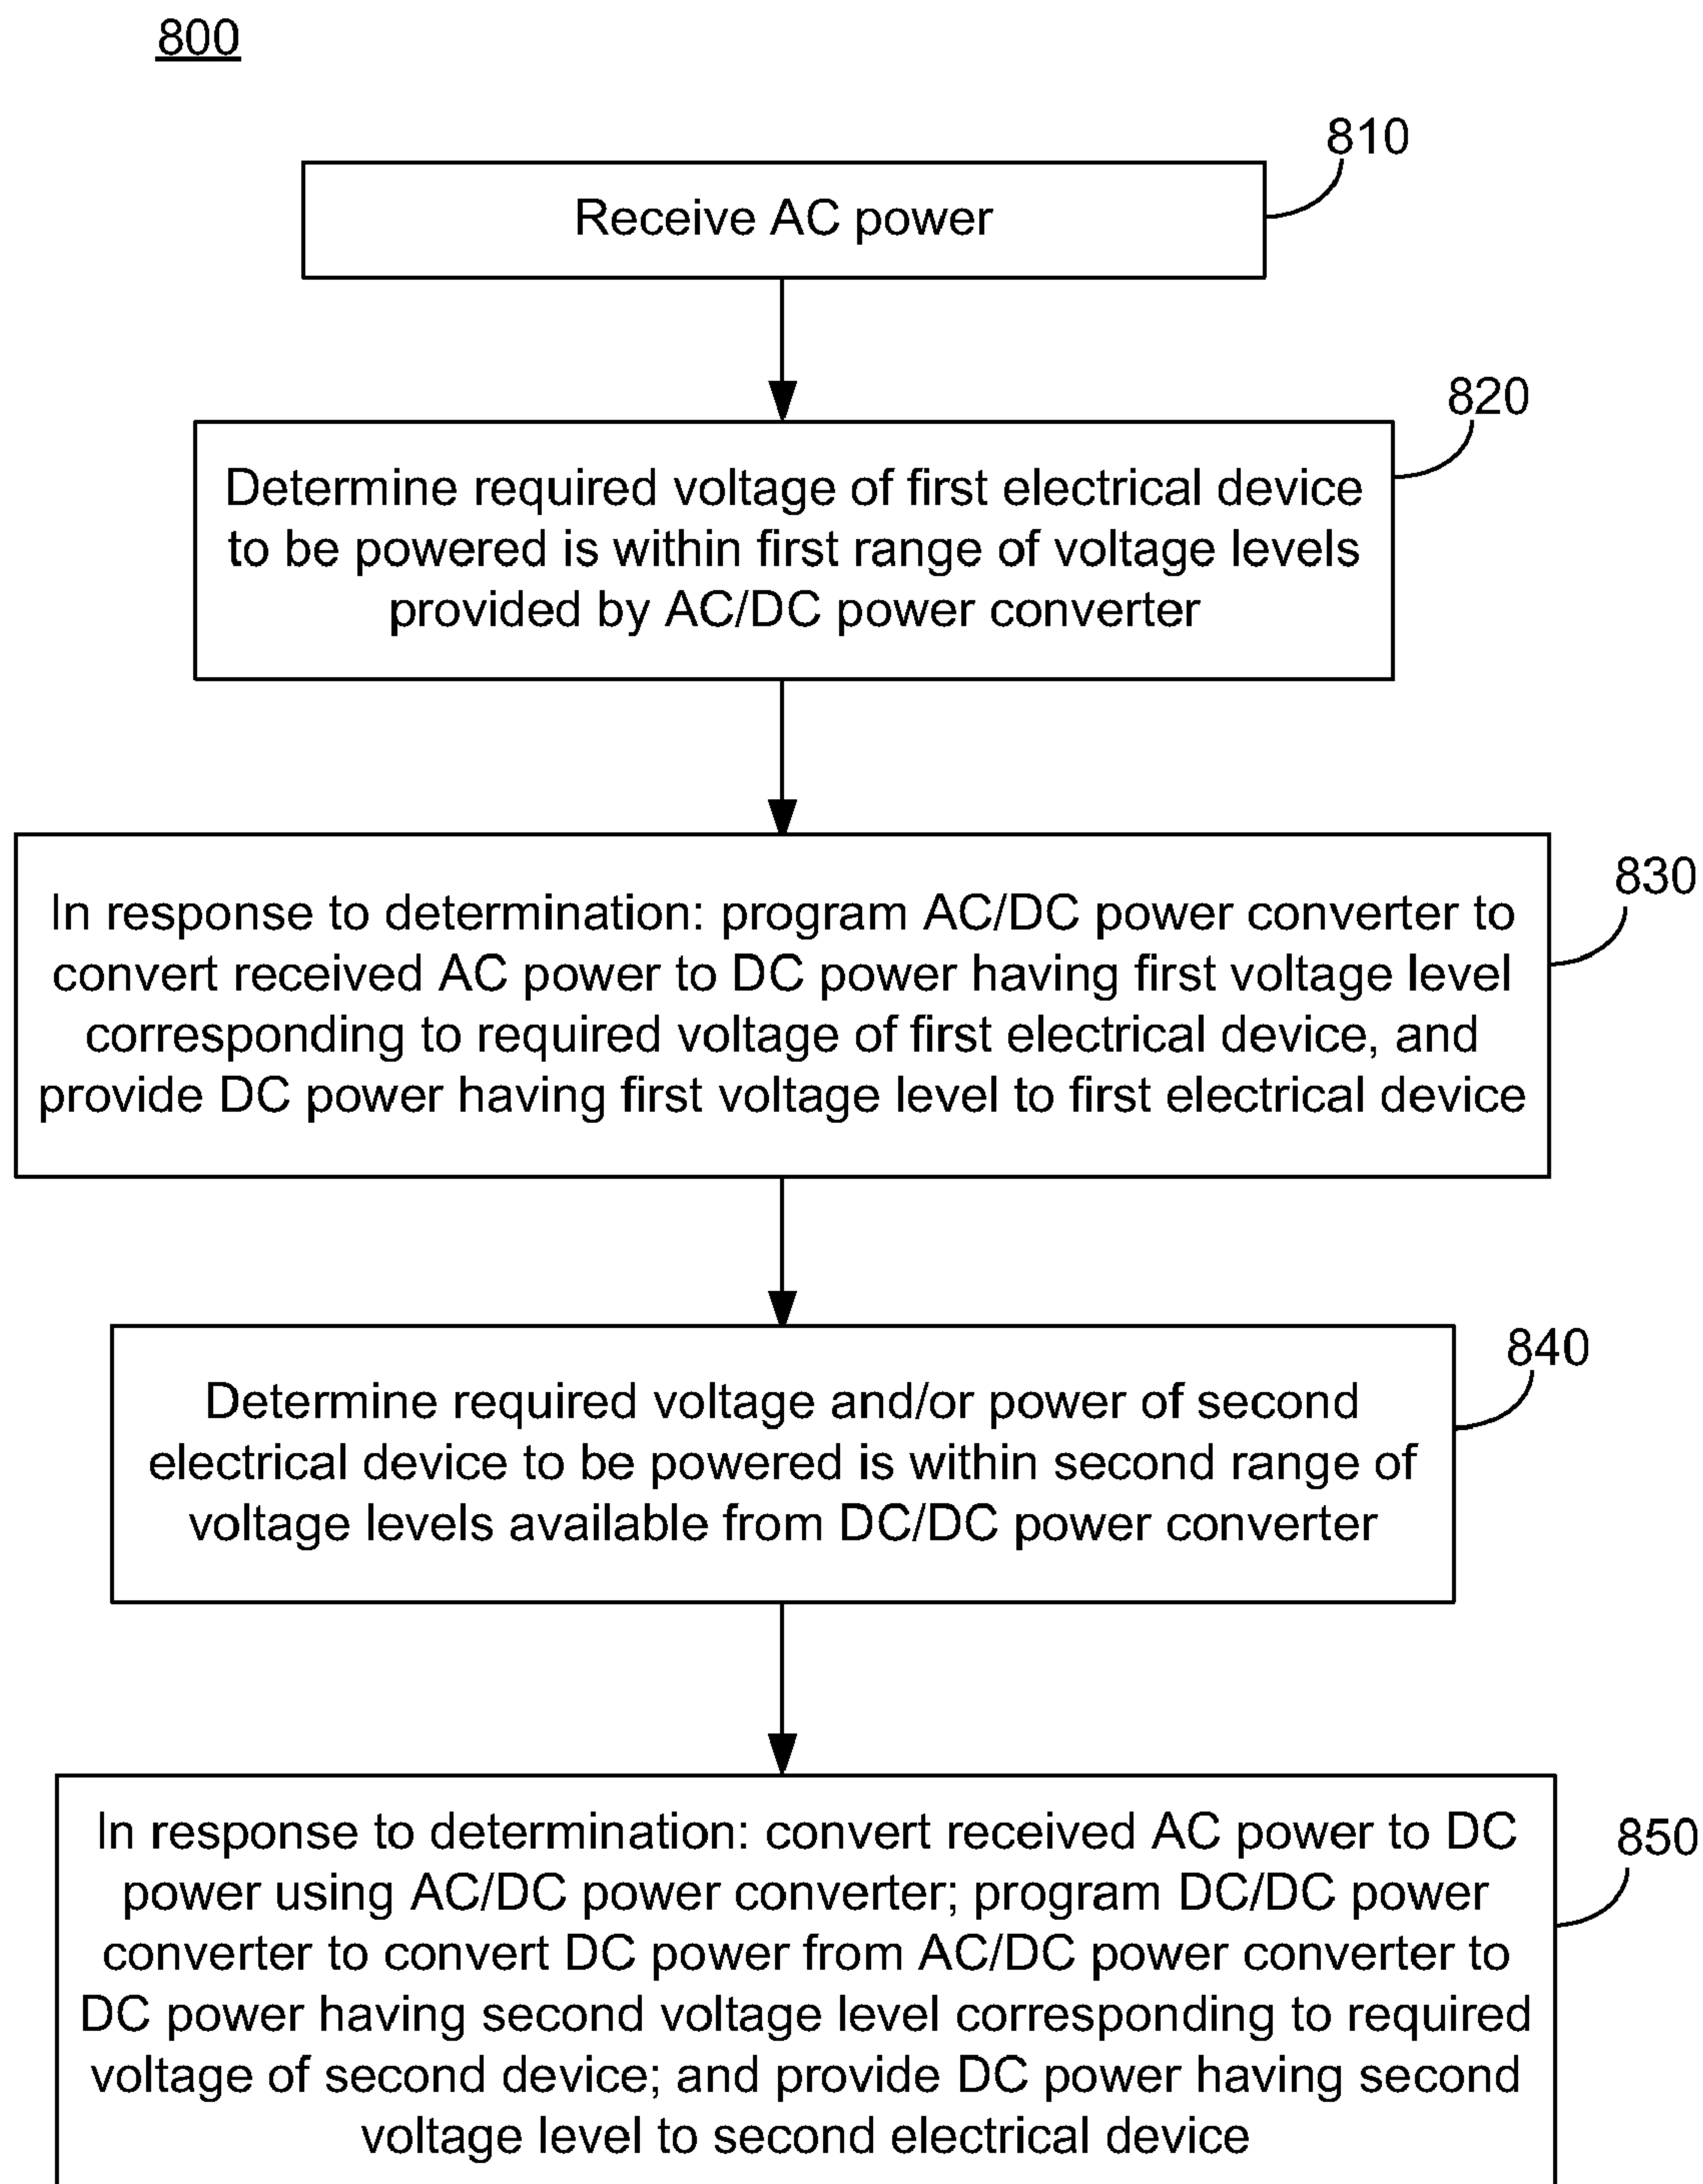 800
810
Receive AC power
820
Determine required voltage of first electrical device
to be powered is within first range of voltage levels
provided by AC/DC power converter
830
In response to determination: program AC/DC power converter to
convert received AC power to DC power having first voltage level
corresponding to required voltage of first electrical device, and
provide DC power having first voltage level to first electrical device
840
Determine required voltage and/or power of second
electrical device to be powered is within second range of
voltage levels available from DC/DC power converter
850
In response to determination: convert received AC power to DC
power using AC/DC power converter; program DC/DC power
converter to convert DC power from AC/DC power converter to
DC power having second voltage level corresponding to required
voltage of second device; and provide DC power having second
voltage level to second electrical device